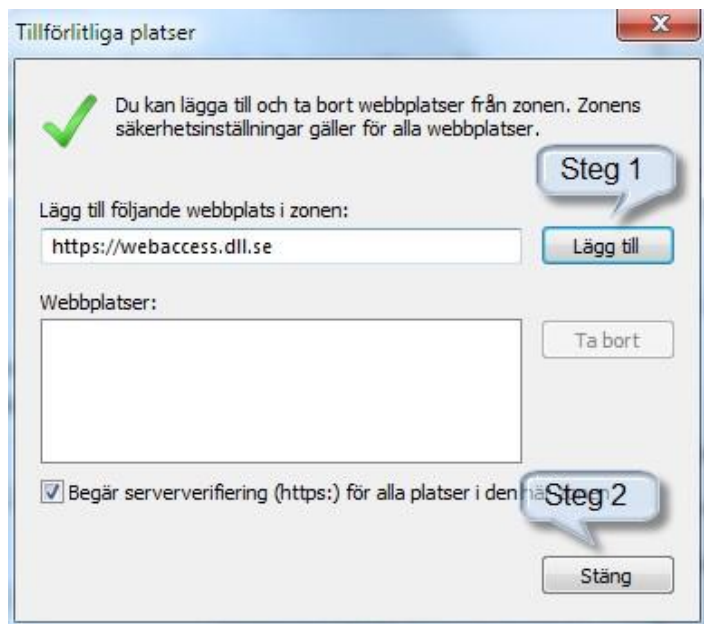 Tillförlitliga platser
Du kan lägga till och ta bort webbplatser från zonen. Zonens
säkerhetsinställningar gäller för alla webbplatser.
Steg 1
Lägg till följande webbplats i zonen:
https://webaccess.dll.se
Lägg till
Webbplatser:
Ta bort
Begär serververifiering (https:) för alla platser i den
Steg 2
Stäng